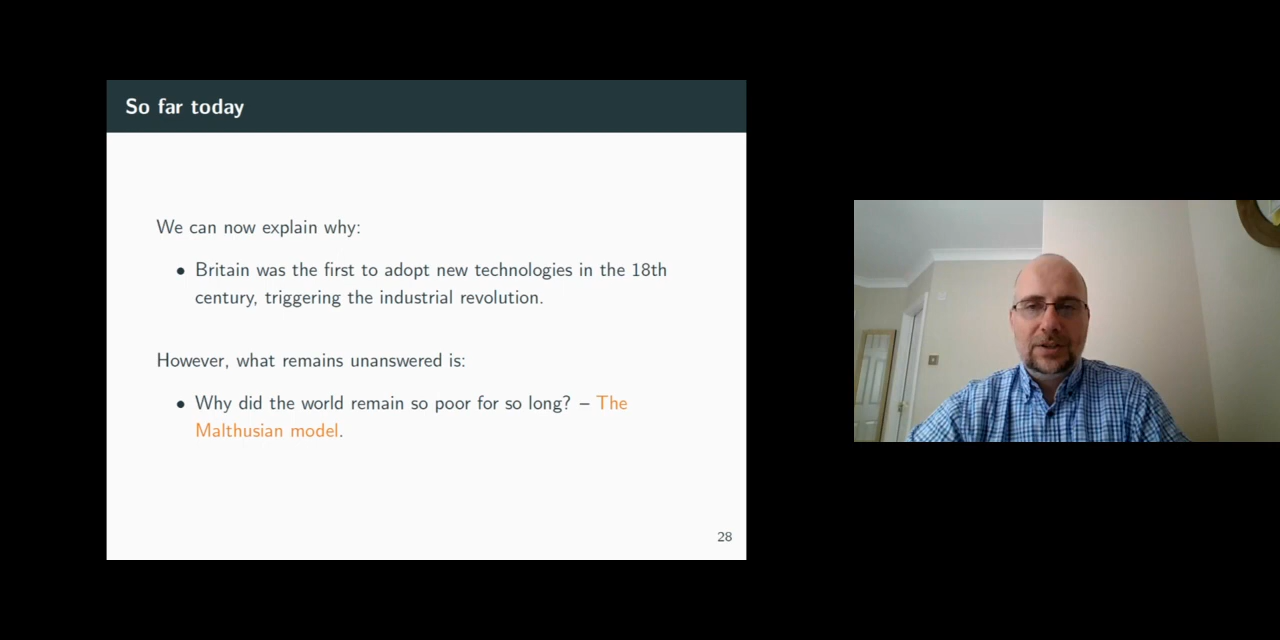 So far today
We can now explain why:
• Britain was the first to adopt new technologies in the 18th
century, triggering the industrial revolution.
However, what remains unanswered is:
• Why did the world remain so poor for so long? – The
Malthusian model.
28